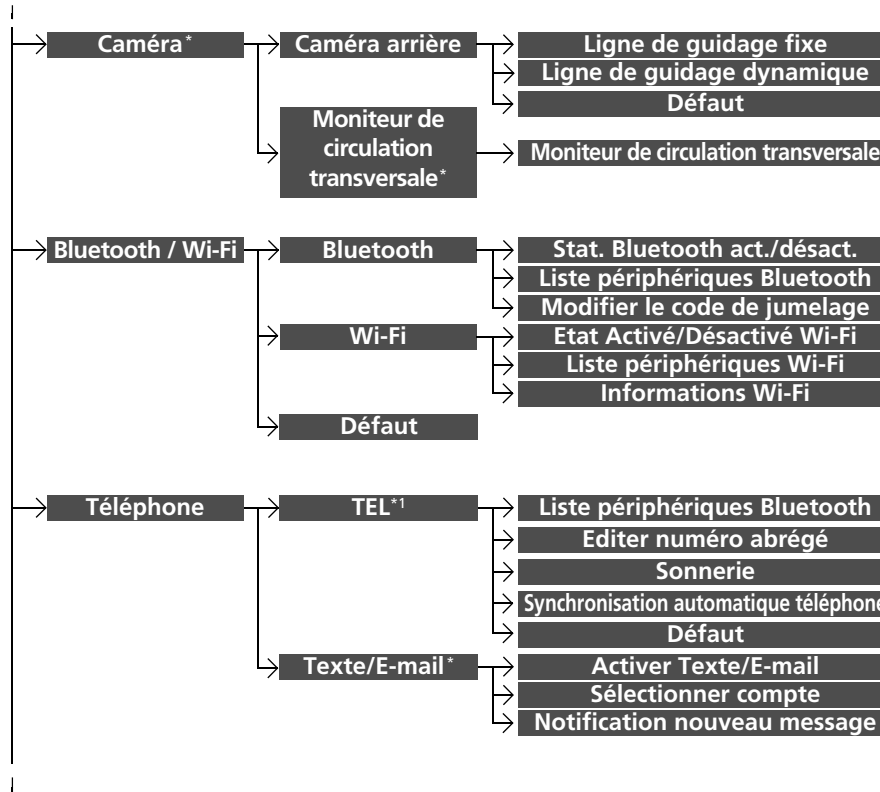 Caméra*
Caméra arrière
Ligne de guidage fixe
Ligne de guidage dynamique
Défaut
Moniteur de
circulation
transversale*
Moniteur de circulation transversale
Bluetooth / Wi-Fi
Bluetooth
Stat. Bluetooth act./désact.
Liste périphériques Bluetooth
Modifier le code de jumelage
Wi-Fi
Etat Activé/Désactivé Wi-Fi
Liste périphériques Wi-Fi
Informations Wi-Fi
Défaut
Téléphone
TEL*1
Liste périphériques Bluetooth
Editer numéro abrégé
Sonnerie
Synchronisation automatique téléphone
Défaut
Texte/E-mail*
Activer Texte/E-mail
Sélectionner compte
Notification nouveau message